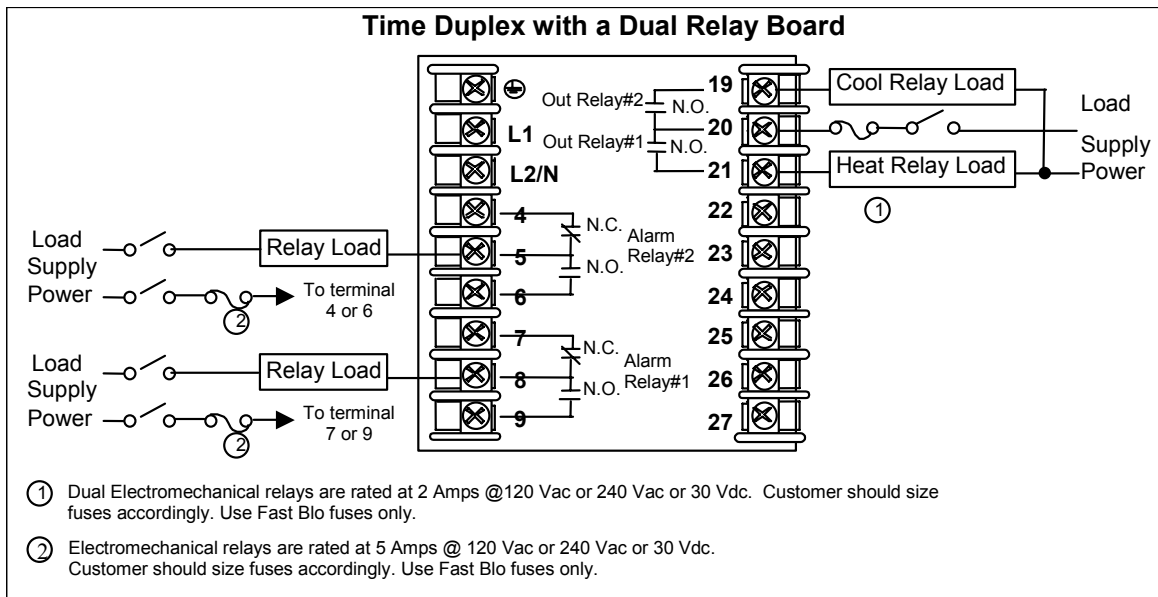 Time Duplex with a Dual Relay Board
19
Cool Relay Load
Out Relay#2
N.O.
Load
L1
20
Out Relay#1
N.O.
Supply
L2/N
21
Heat Relay Load
Power
4
22
①
N.C.
Alarm
Load
Relay Load
5
Relay#2
23
Supply
N.O.
Power
To terminal
6
24
4 or 6
②
7
25
N.C.
Load
Alarm
Relay Load
8
Relay#1
26
Supply
N.O.
Power
To terminal
9
27
7 or 9
②
① Dual Electromechanical relays are rated at 2 Amps @120 Vac or 240 Vac or 30 Vdc. Customer should size
fuses accordingly. Use Fast Blo fuses only.
② Electromechanical relays are rated at 5 Amps @ 120 Vac or 240 Vac or 30 Vdc.
Customer should size fuses accordingly. Use Fast Blo fuses only.